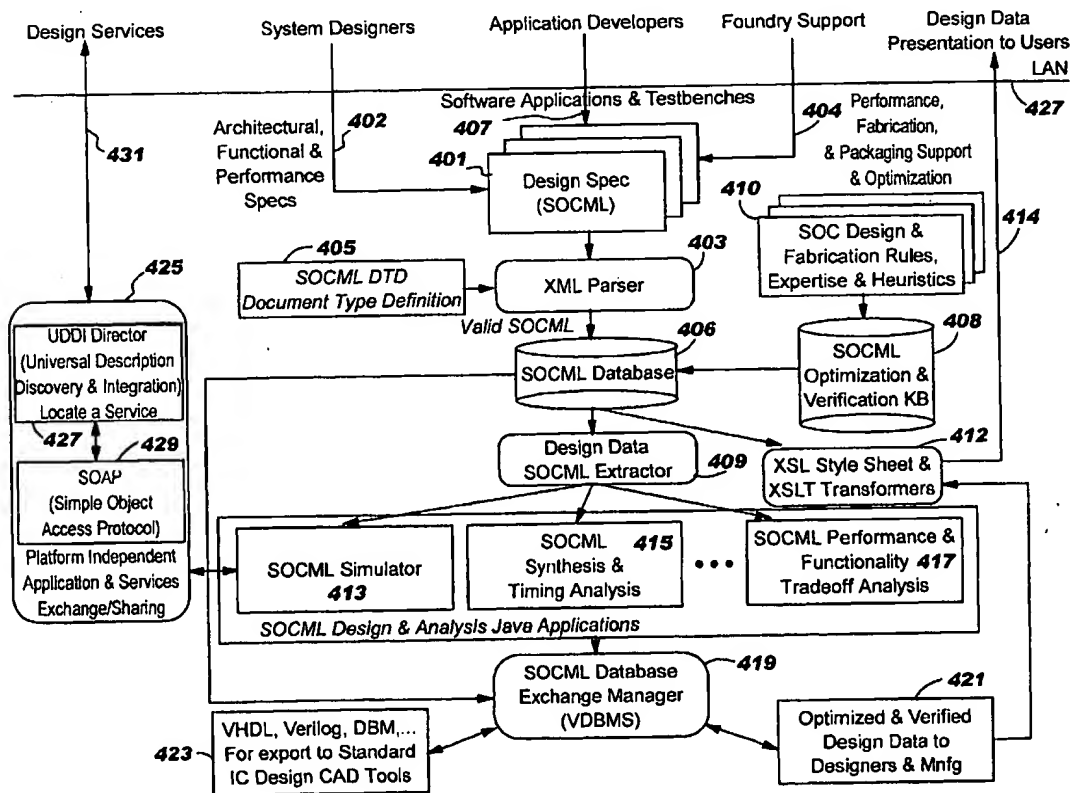 Design Services
System Designers
Application Developers
Foundry Support
Design Data
Presentation to Users
LAN
427
431
Architectural,
Functional &
Performance
Specs
402
Software Applications & Testbenches
407
404
Performance,
Fabrication,
& Packaging Support
& Optimization
401
Design Spec
(SOCML)
410
SOC Design &
Fabrication Rules,
Expertise & Heuristics
414
405
SOCML DTD
Document Type Definition
403
XML Parser
Valid SOCML
406
SOCML Database
408
SOCML
Optimization &
Verification KB
425
UDDI Director
(Universal Description
Discovery & Integration)
Locate a Service
427
429
SOAP
(Simple Object
Access Protocol)
Platform Independent
Application & Services
Exchange/Sharing
Design Data
SOCML Extractor
409
412
XSL Style Sheet &
XSLT Transformers
SOCML Simulator
413
SOCML
Synthesis &
Timing Analysis
415
SOCML Performance &
Functionality
Tradeoff Analysis
417
SOCML Design & Analysis Java Applications
SOCML Database
Exchange Manager
(VDBMS)
419
423
VHDL, Verilog, DBM,...
For export to Standard
IC Design CAD Tools
421
Optimized & Verified
Design Data to
Designers & Mnfg